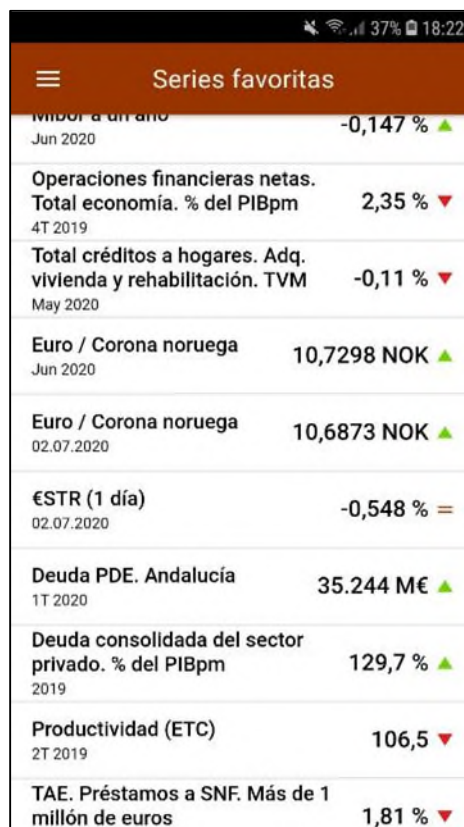 37% 18:22
Series favoritas
Mibor a un año
-0,147 %
Jun 2020
Operaciones financieras netas.
Total economía. % del PIBpm
2,35 %
4T 2019
Total créditos a hogares. Adq.
vivienda y rehabilitación. TVM
-0,11 %
May 2020
Euro / Corona noruega
10,7298 NOK
Jun 2020
Euro / Corona noruega
10,6873 NOK
02.07.2020
€STR (1 día)
-0,548 % =
02.07.2020
Deuda PDE. Andalucía
35.244 M€
1T 2020
Deuda consolidada del sector
privado. % del PIBpm
129,7 %
2019
Productividad (ETC)
106,5
2T 2019
TAE. Préstamos a SNF. Más de 1
millón de euros
1,81 %